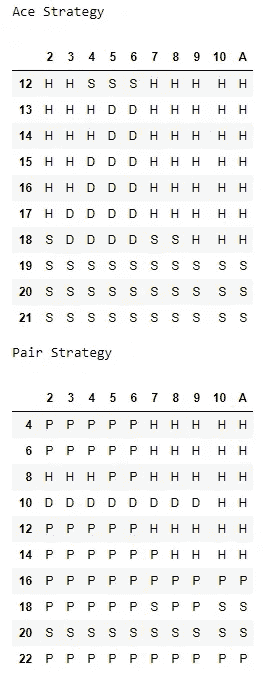 Ace Strategy
2 3 4 5 6 7 8 9 10 A
12 H H S S S H H H H H
13 H H H D D H H H H H
14 H H H D D H H H H H
15 H H D D D H H H H H
16 H H D D D H H H H H
17 H D D D D H H H H H
18 S D D D D S S H H H
19 S S S S S S S S S S
20 S S S S S S S S S S
21 S S S S S S S S S S
Pair Strategy
2 3 4 5 6 7 8 9 10 A
4 P P P P P H H H H H
6 P P P P P H H H H H
8 H H H P P H H H H H
10 D D D D D D D D H H
12 P P P P P H H H H H
14 P P P P P P H H H H
16 P P P P P P P P P P
18 P P P P P S P P S S
20 S S S S S S S S S S
22 P P P P P P P P P P